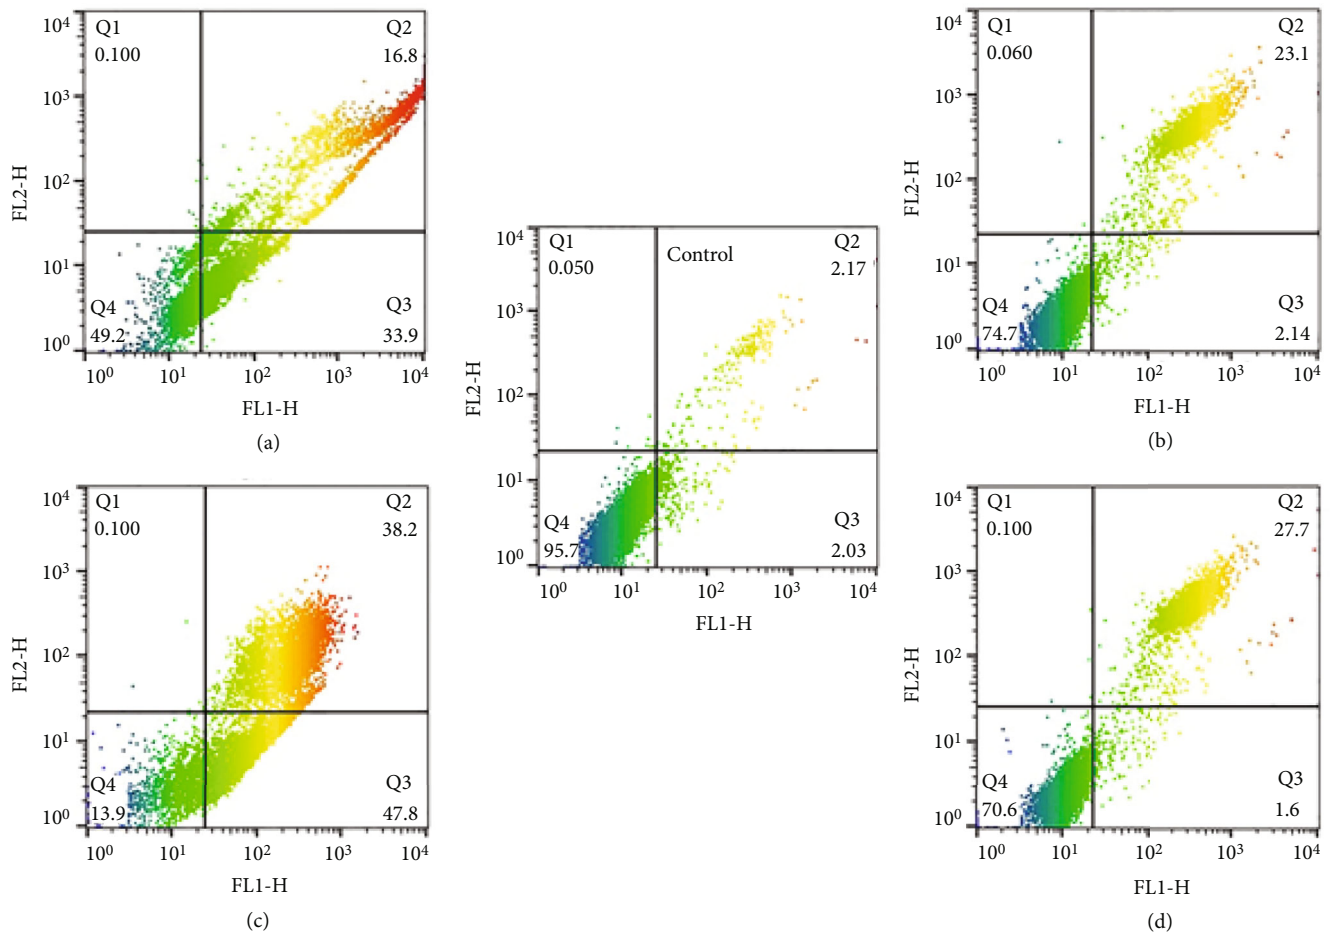 10⁴
Q1
0.100
Q2
16.8
10³
10²
10¹
10⁰
FL2-H
Q4
49.2
Q3
33.9
10⁰ 10¹ 10² 10³ 10⁴
FL1-H
(a)
10⁴
Q1
0.060
Q2
23.1
10³
10²
10¹
10⁰
FL2-H
Q4
74.7
Q3
2.14
10⁰ 10¹ 10² 10³ 10⁴
FL1-H
(b)
10⁴
Q1
0.050
Control
Q2
2.17
10³
10²
10¹
10⁰
FL2-H
Q4
95.7
Q3
2.03
10⁰ 10¹ 10² 10³ 10⁴
FL1-H
10⁴
Q1
0.100
Q2
38.2
10³
10²
10¹
10⁰
FL2-H
Q4
13.9
Q3
47.8
10⁰ 10¹ 10² 10³ 10⁴
FL1-H
(c)
10⁴
Q1
0.100
Q2
27.7
10³
10²
10¹
10⁰
FL2-H
Q4
70.6
Q3
1.6
10⁰ 10¹ 10² 10³ 10⁴
FL1-H
(d)